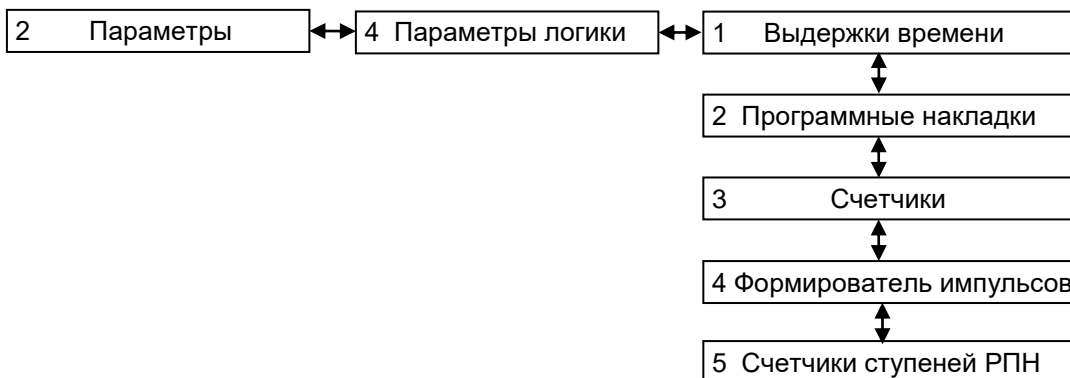 2 Параметры
4 Параметры логики
1 Выдержки времени
2 Программные накладки
3 Счетчики
4 Формирователь импульсов
5 Счетчики ступеней РПН